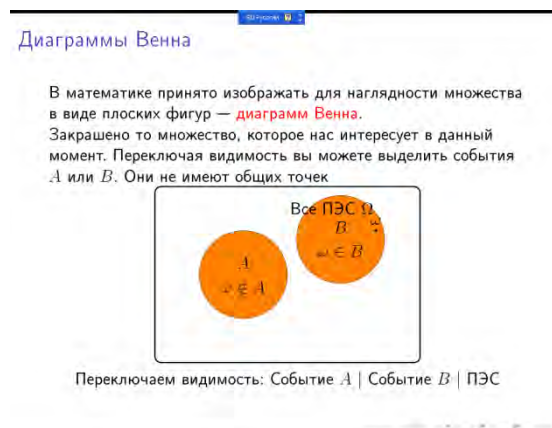 Русский
Диаграммы Венна
В математике принято изображать для наглядности множества
в виде плоских фигур — диаграмм Венна.
Закрашено то множество, которое нас интересует в данный
момент. Переключая видимость вы можете выделить события
A или B. Они не имеют общих точек
Все ПЭС Ω
B
ω ∈ B
A
ω ∉ A
Переключаем видимость: Событие A | Событие B | ПЭС